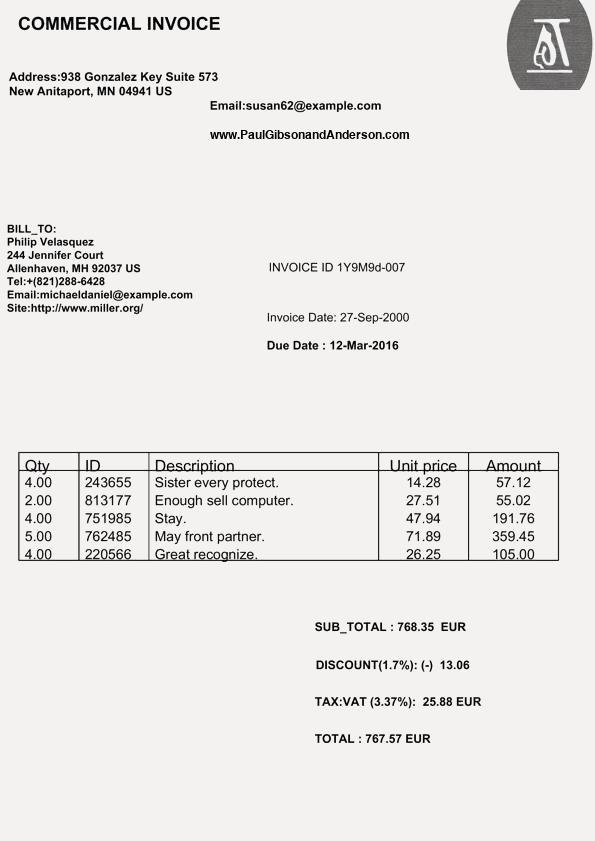 COMMERCIAL INVOICE
Address:938 Gonzalez Key Suite 573
New Anitaport, MN 04941 US
Email:susan62@example.com
www.PaulGibsonandAnderson.com
BILL_TO:
Philip Velasquez
244 Jennifer Court
Allenhaven, MH 92037 US
Tel:+(821)288-6428
Email:michaeldaniel@example.com
Site:http://www.miller.org/
INVOICE ID 1Y9M9d-007
Invoice Date: 27-Sep-2000
Due Date : 12-Mar-2016
Qty ID Description Unit price Amount
4.00 243655 Sister every protect. 14.28 57.12
2.00 813177 Enough sell computer. 27.51 55.02
4.00 751985 Stay. 47.94 191.76
5.00 762485 May front partner. 71.89 359.45
4.00 220566 Great recognize. 26.25 105.00
SUB_TOTAL : 768.35 EUR
DISCOUNT(1.7%): (-) 13.06
TAX:VAT (3.37%): 25.88 EUR
TOTAL : 767.57 EUR